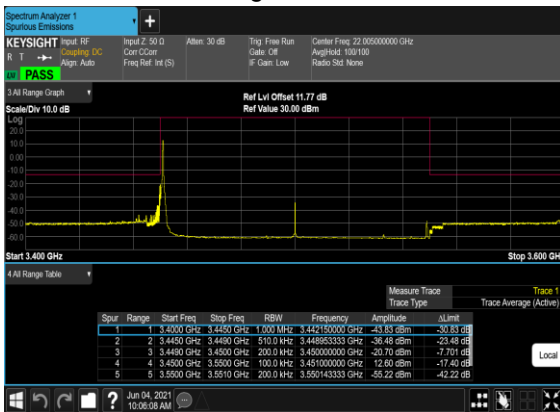 Spectrum Analyzer 1
Spurious Emissions
KEYSIGHT Input: RF Input Z: 50 Ω Atten: 30 dB Trig: Free Run Center Freq: 22.005000000 GHz
R T Coupling: DC Corr CCorr Gate: Off Avg|Hold: 100/100
Align: Auto Freq Ref: Int (S) IF Gain: Low Radio Std: None
PASS
3 All Range Graph
Ref Lvl Offset 11.77 dB
Scale/Div 10.0 dB Ref Value 30.00 dBm
Log
20.0
10.0
0.00
-10.0
-20.0
-30.0
-40.0
-50.0
-60.0
Start 3.400 GHz Stop 3.600 GH
4 All Range Table
Measure Trace Trace 1
Trace Type Trace Average (Active)
Spur Range Start Freq Stop Freq RBW Frequency Amplitude ΔLimit
1 1 3.4000 GHz 3.4450 GHz 1.000 MHz 3.442150000 GHz -43.83 dBm -30.83 dB
2 2 3.4450 GHz 3.4490 GHz 510.0 kHz 3.448953333 GHz -36.48 dBm -23.48 dB
3 3 3.4490 GHz 3.4500 GHz 200.0 kHz 3.450000000 GHz -20.70 dBm -7.701 dB
4 4 3.4500 GHz 3.5500 GHz 100.0 kHz 3.451000000 GHz 12.60 dBm -17.40 dB
5 5 3.5500 GHz 3.5510 GHz 200.0 kHz 3.550143333 GHz -55.22 dBm -42.22 dB
Local
Jun 04, 2021
10:06:08 AM